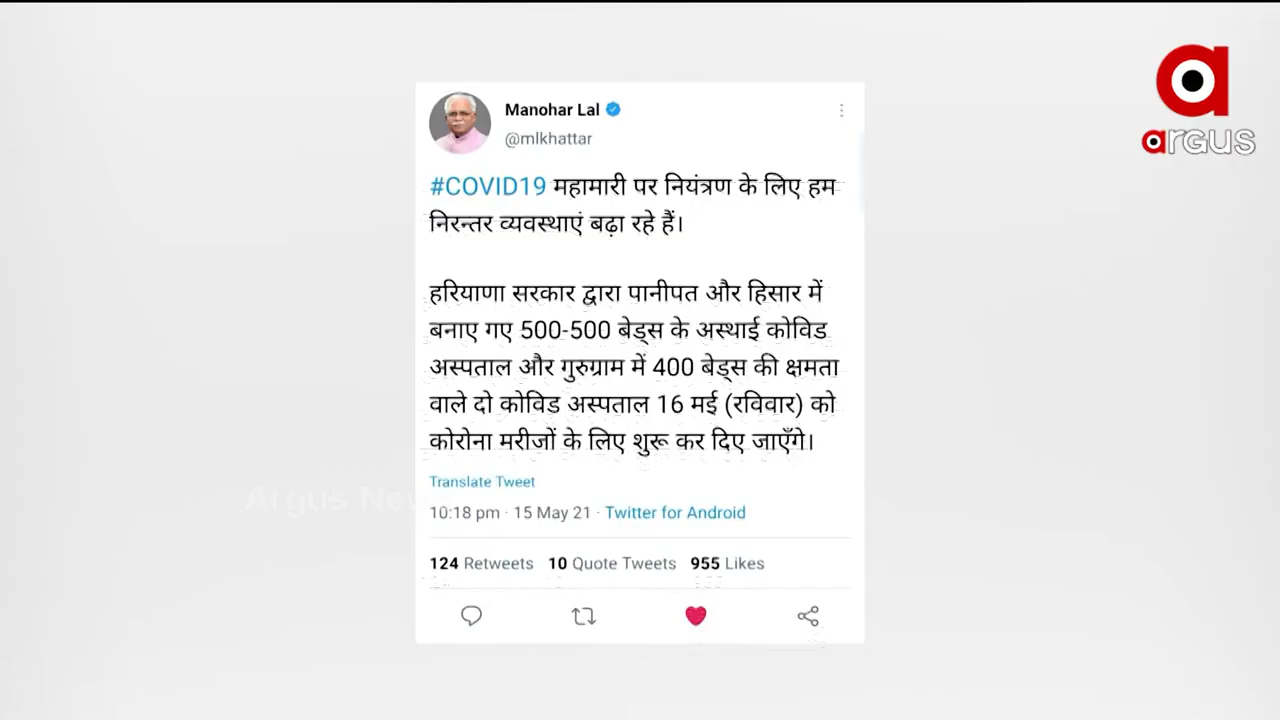 Manohar Lal
@mlkhattar
#COVID19 महामारी पर नियंत्रण के लिए हम
निरन्तर व्यवस्थाएं बढ़ा रहे हैं।
हरियाणा सरकार द्वारा पानीपत और हिसार में
बनाए गए 500-500 बेड्स के अस्थाई कोविड
अस्पताल और गुरुग्राम में 400 बेड्स की क्षमता
वाले दो कोविड अस्पताल 16 मई (रविवार) को
कोरोना मरीजों के लिए शुरू कर दिए जाएँगे।
Translate Tweet
10:18 pm · 15 May 21 · Twitter for Android
124 Retweets 10 Quote Tweets 955 Likes
argus
Argus News